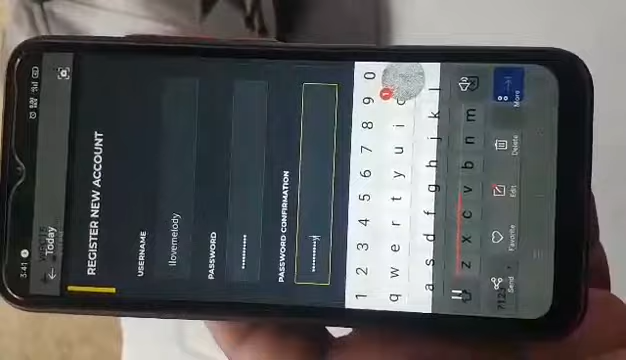 3:41
Today
REGISTER NEW ACCOUNT
USERNAME
ilovemelody
PASSWORD
PASSWORD CONFIRMATION
1 2 3 4 5 6 7 8 9 0
q w e r t y u i
a s d f g h j k l
z x c v b n m
Send
Favorite
Edit
Delete
More